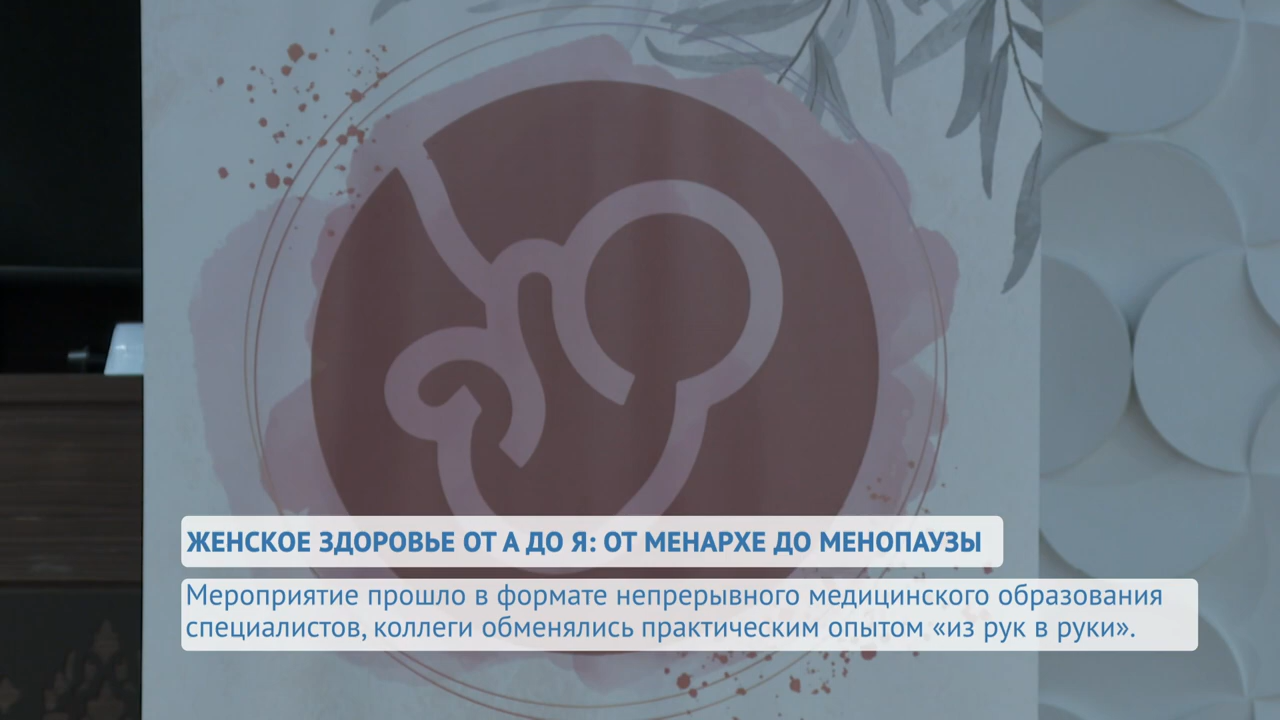 ЖЕНСКОЕ ЗДОРОВЬЕ ОТ А ДО Я: ОТ МЕНАРХЕ ДО МЕНОПАУЗЫ
Мероприятие прошло в формате непрерывного медицинского образования
специалистов, коллеги обменялись практическим опытом «из рук в руки».